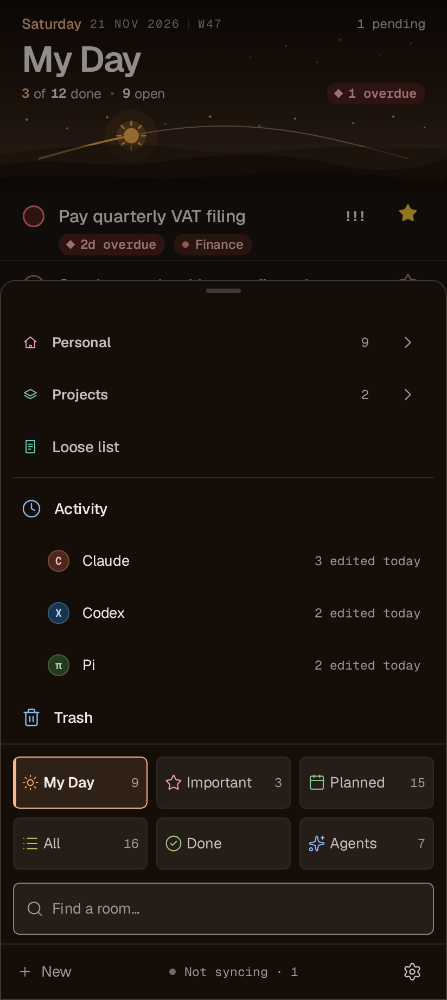 Saturday 21 NOV 2026 | W47 1 pending
My Day
3 of 12 done • 9 open ◆ 1 overdue
Pay quarterly VAT filing !!!
◆ 2d overdue • Finance
Personal 9
Projects 2
Loose list
Activity
C Claude 3 edited today
X Codex 2 edited today
π Pi 2 edited today
Trash
My Day 9 Important 3 Planned 15
All 16 Done Agents 7
Find a room…
+ New • Not syncing · 1